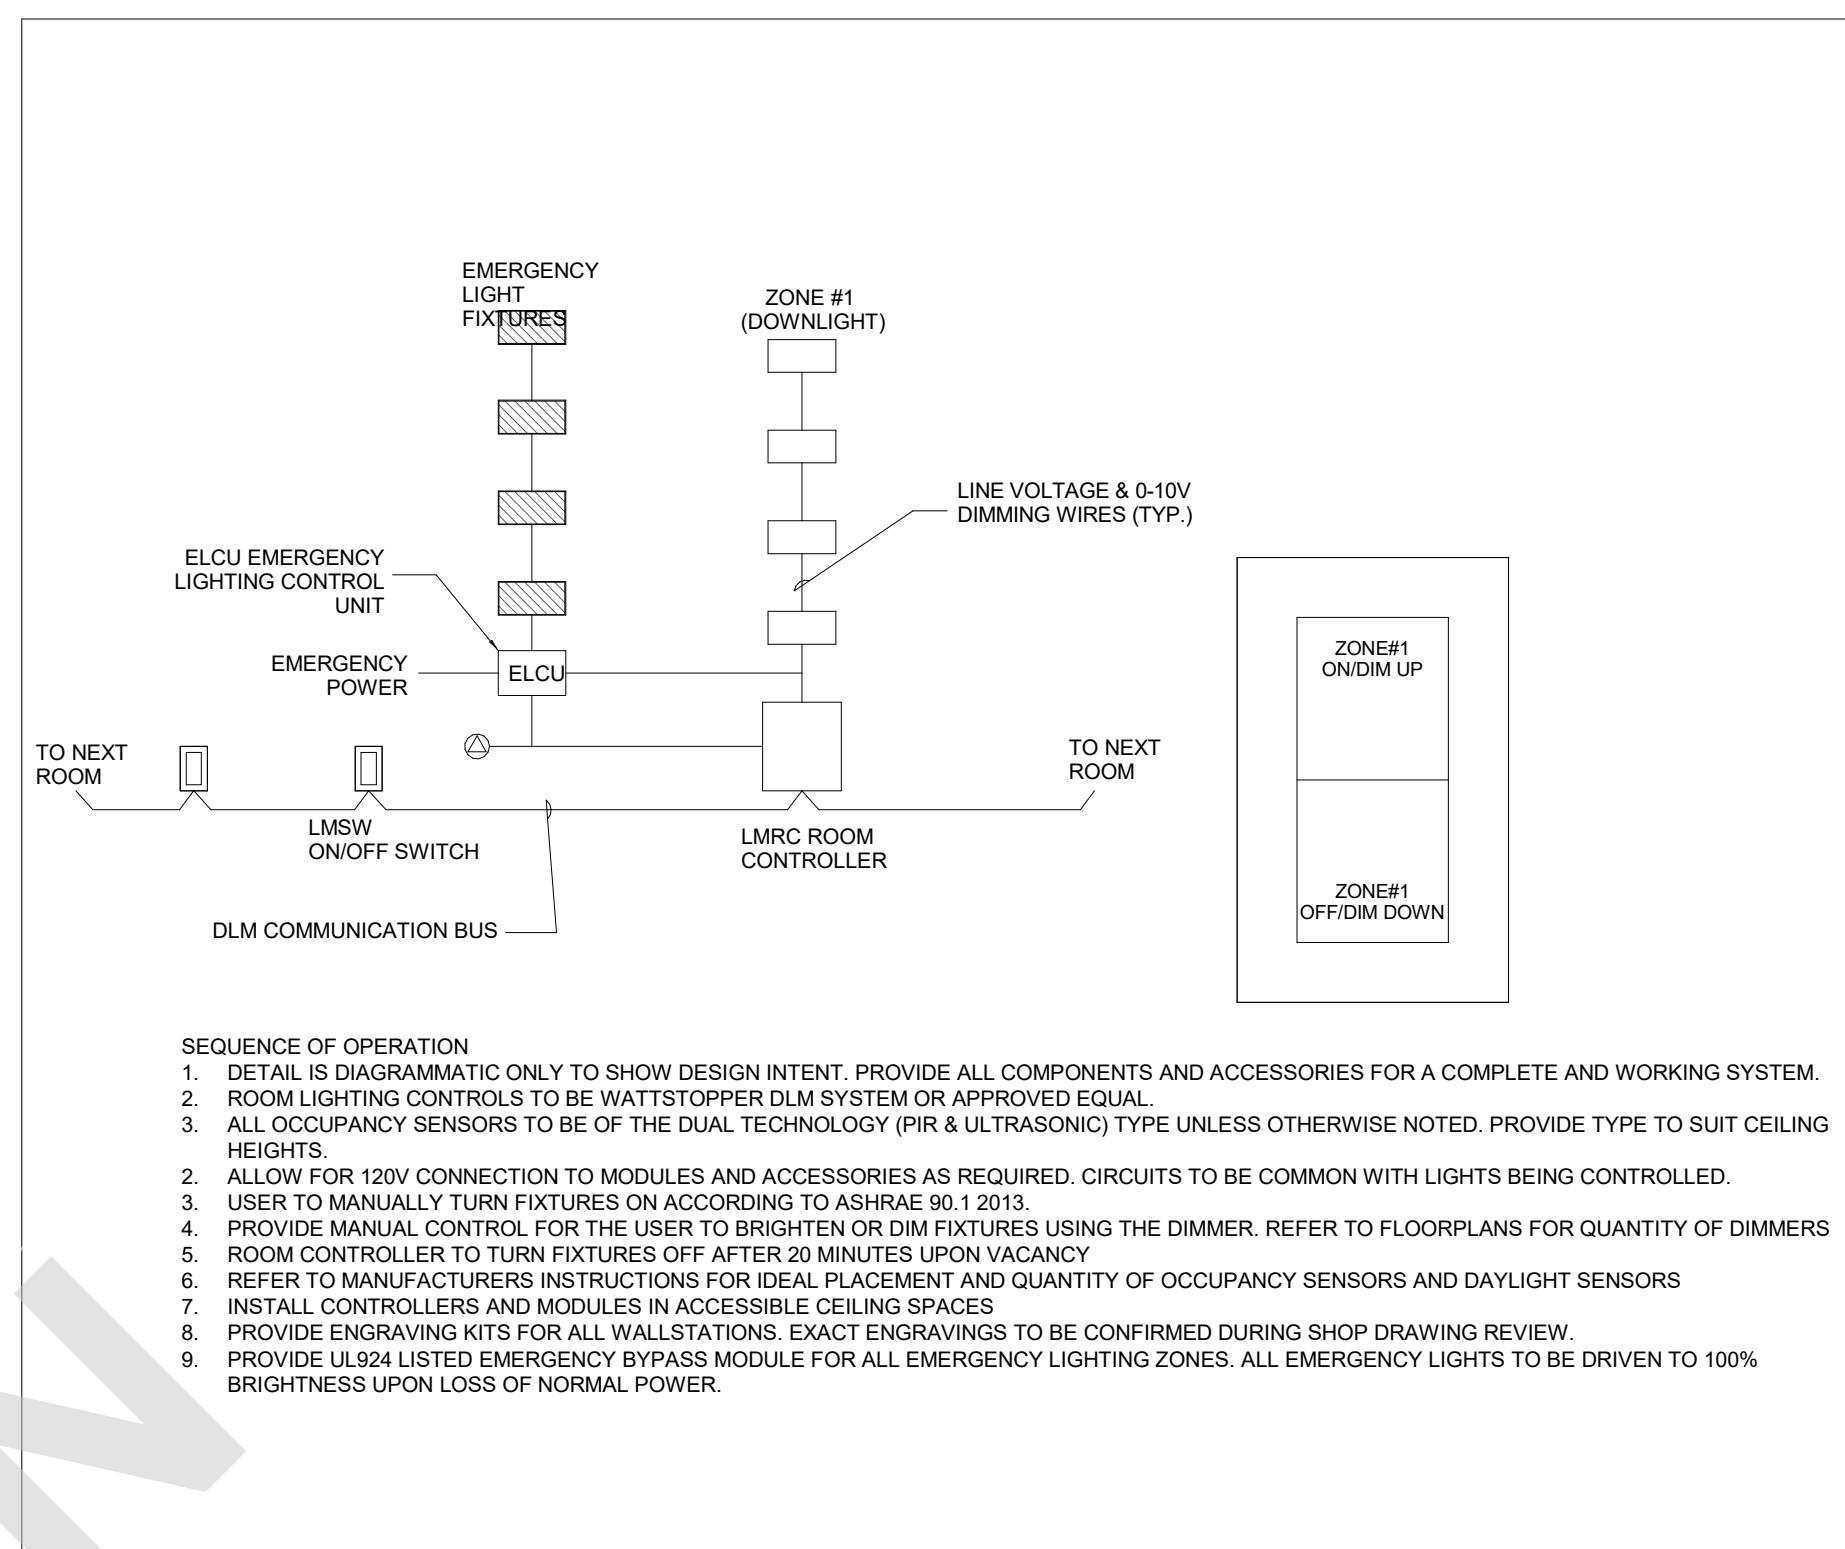 EMERGENCY
LIGHT
FIXTURES
ZONE #1
(DOWNLIGHT)
LINE VOLTAGE & 0-10V
DIMMING WIRES (TYP.)
ELCU EMERGENCY
LIGHTING CONTROL
UNIT
EMERGENCY
POWER
ELCU
TO NEXT
ROOM
LMSW
ON/OFF SWITCH
LMRC ROOM
CONTROLLER
TO NEXT
ROOM
DLM COMMUNICATION BUS
ZONE#1
ON/DIM UP
ZONE#1
OFF/DIM DOWN
SEQUENCE OF OPERATION
1. DETAIL IS DIAGRAMMATIC ONLY TO SHOW DESIGN INTENT. PROVIDE ALL COMPONENTS AND ACCESSORIES FOR A COMPLETE AND WORKING SYSTEM.
2. ROOM LIGHTING CONTROLS TO BE WATTSTOPPER DLM SYSTEM OR APPROVED EQUAL.
3. ALL OCCUPANCY SENSORS TO BE OF THE DUAL TECHNOLOGY (PIR & ULTRASONIC) TYPE UNLESS OTHERWISE NOTED. PROVIDE TYPE TO SUIT CEILING
HEIGHTS.
2. ALLOW FOR 120V CONNECTION TO MODULES AND ACCESSORIES AS REQUIRED. CIRCUITS TO BE COMMON WITH LIGHTS BEING CONTROLLED.
3. USER TO MANUALLY TURN FIXTURES ON ACCORDING TO ASHRAE 90.1 2013.
4. PROVIDE MANUAL CONTROL FOR THE USER TO BRIGHTEN OR DIM FIXTURES USING THE DIMMER. REFER TO FLOORPLANS FOR QUANTITY OF DIMMERS
5. ROOM CONTROLLER TO TURN FIXTURES OFF AFTER 20 MINUTES UPON VACANCY
6. REFER TO MANUFACTURERS INSTRUCTIONS FOR IDEAL PLACEMENT AND QUANTITY OF OCCUPANCY SENSORS AND DAYLIGHT SENSORS
7. INSTALL CONTROLLERS AND MODULES IN ACCESSIBLE CEILING SPACES
8. PROVIDE ENGRAVING KITS FOR ALL WALLSTATIONS. EXACT ENGRAVINGS TO BE CONFIRMED DURING SHOP DRAWING REVIEW.
9. PROVIDE UL924 LISTED EMERGENCY BYPASS MODULE FOR ALL EMERGENCY LIGHTING ZONES. ALL EMERGENCY LIGHTS TO BE DRIVEN TO 100%
BRIGHTNESS UPON LOSS OF NORMAL POWER.